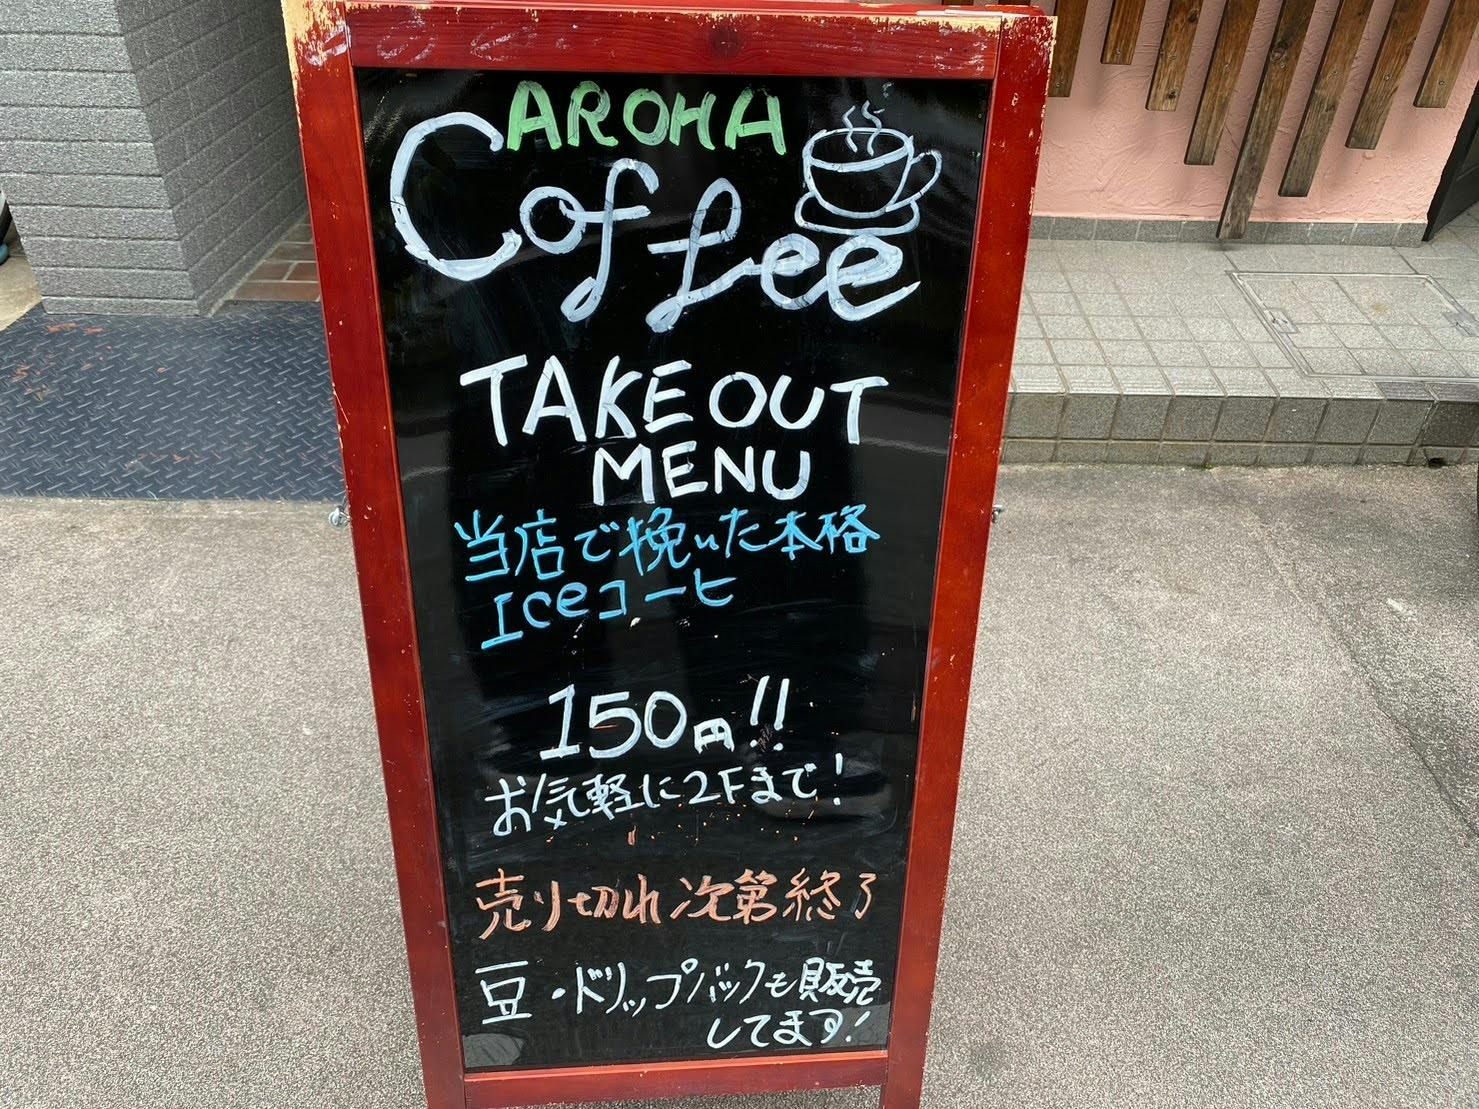 AROHA
Coffee
TAKE OUT
MENU
当店で挽いた本格
Iceコーヒ
150円!!
お気軽に2Fまで!
売り切れ次第終了
豆・ドリップバックも販売
してます!